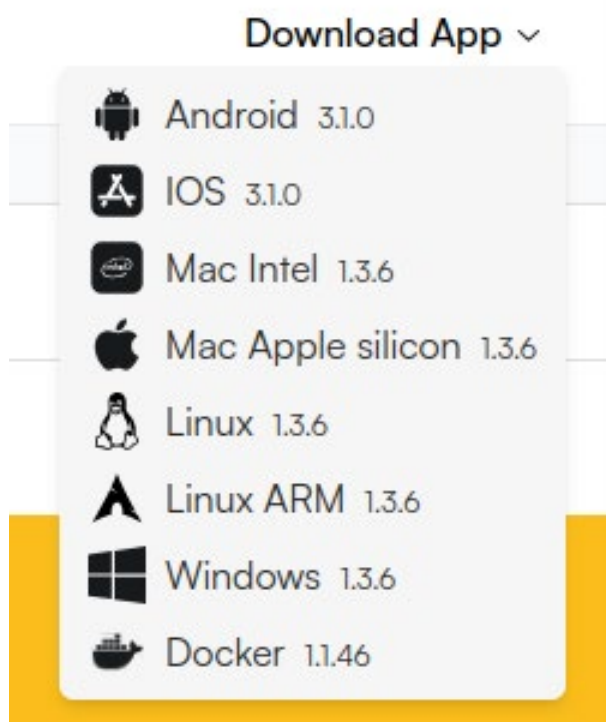 Download App
Android 3.1.0
IOS 3.1.0
intel
Mac Intel 1.3.6
Mac Apple silicon 1.3.6
Linux 1.3.6
Linux ARM 1.3.6
Windows 1.3.6
Docker 1.1.46